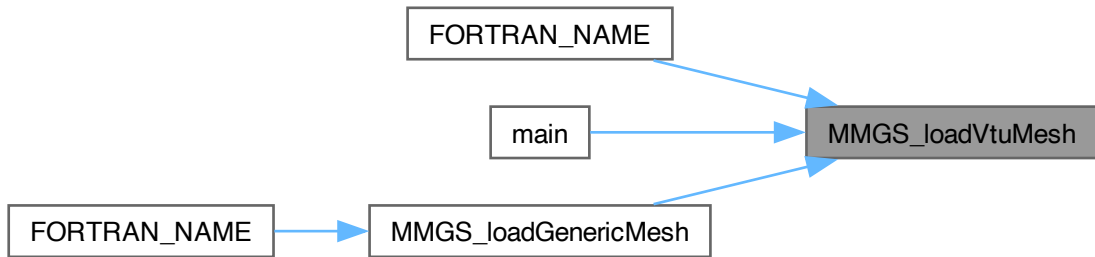 FORTRAN_NAME
main
MMGS_loadVtuMesh
FORTRAN_NAME
MMGS_loadGenericMesh